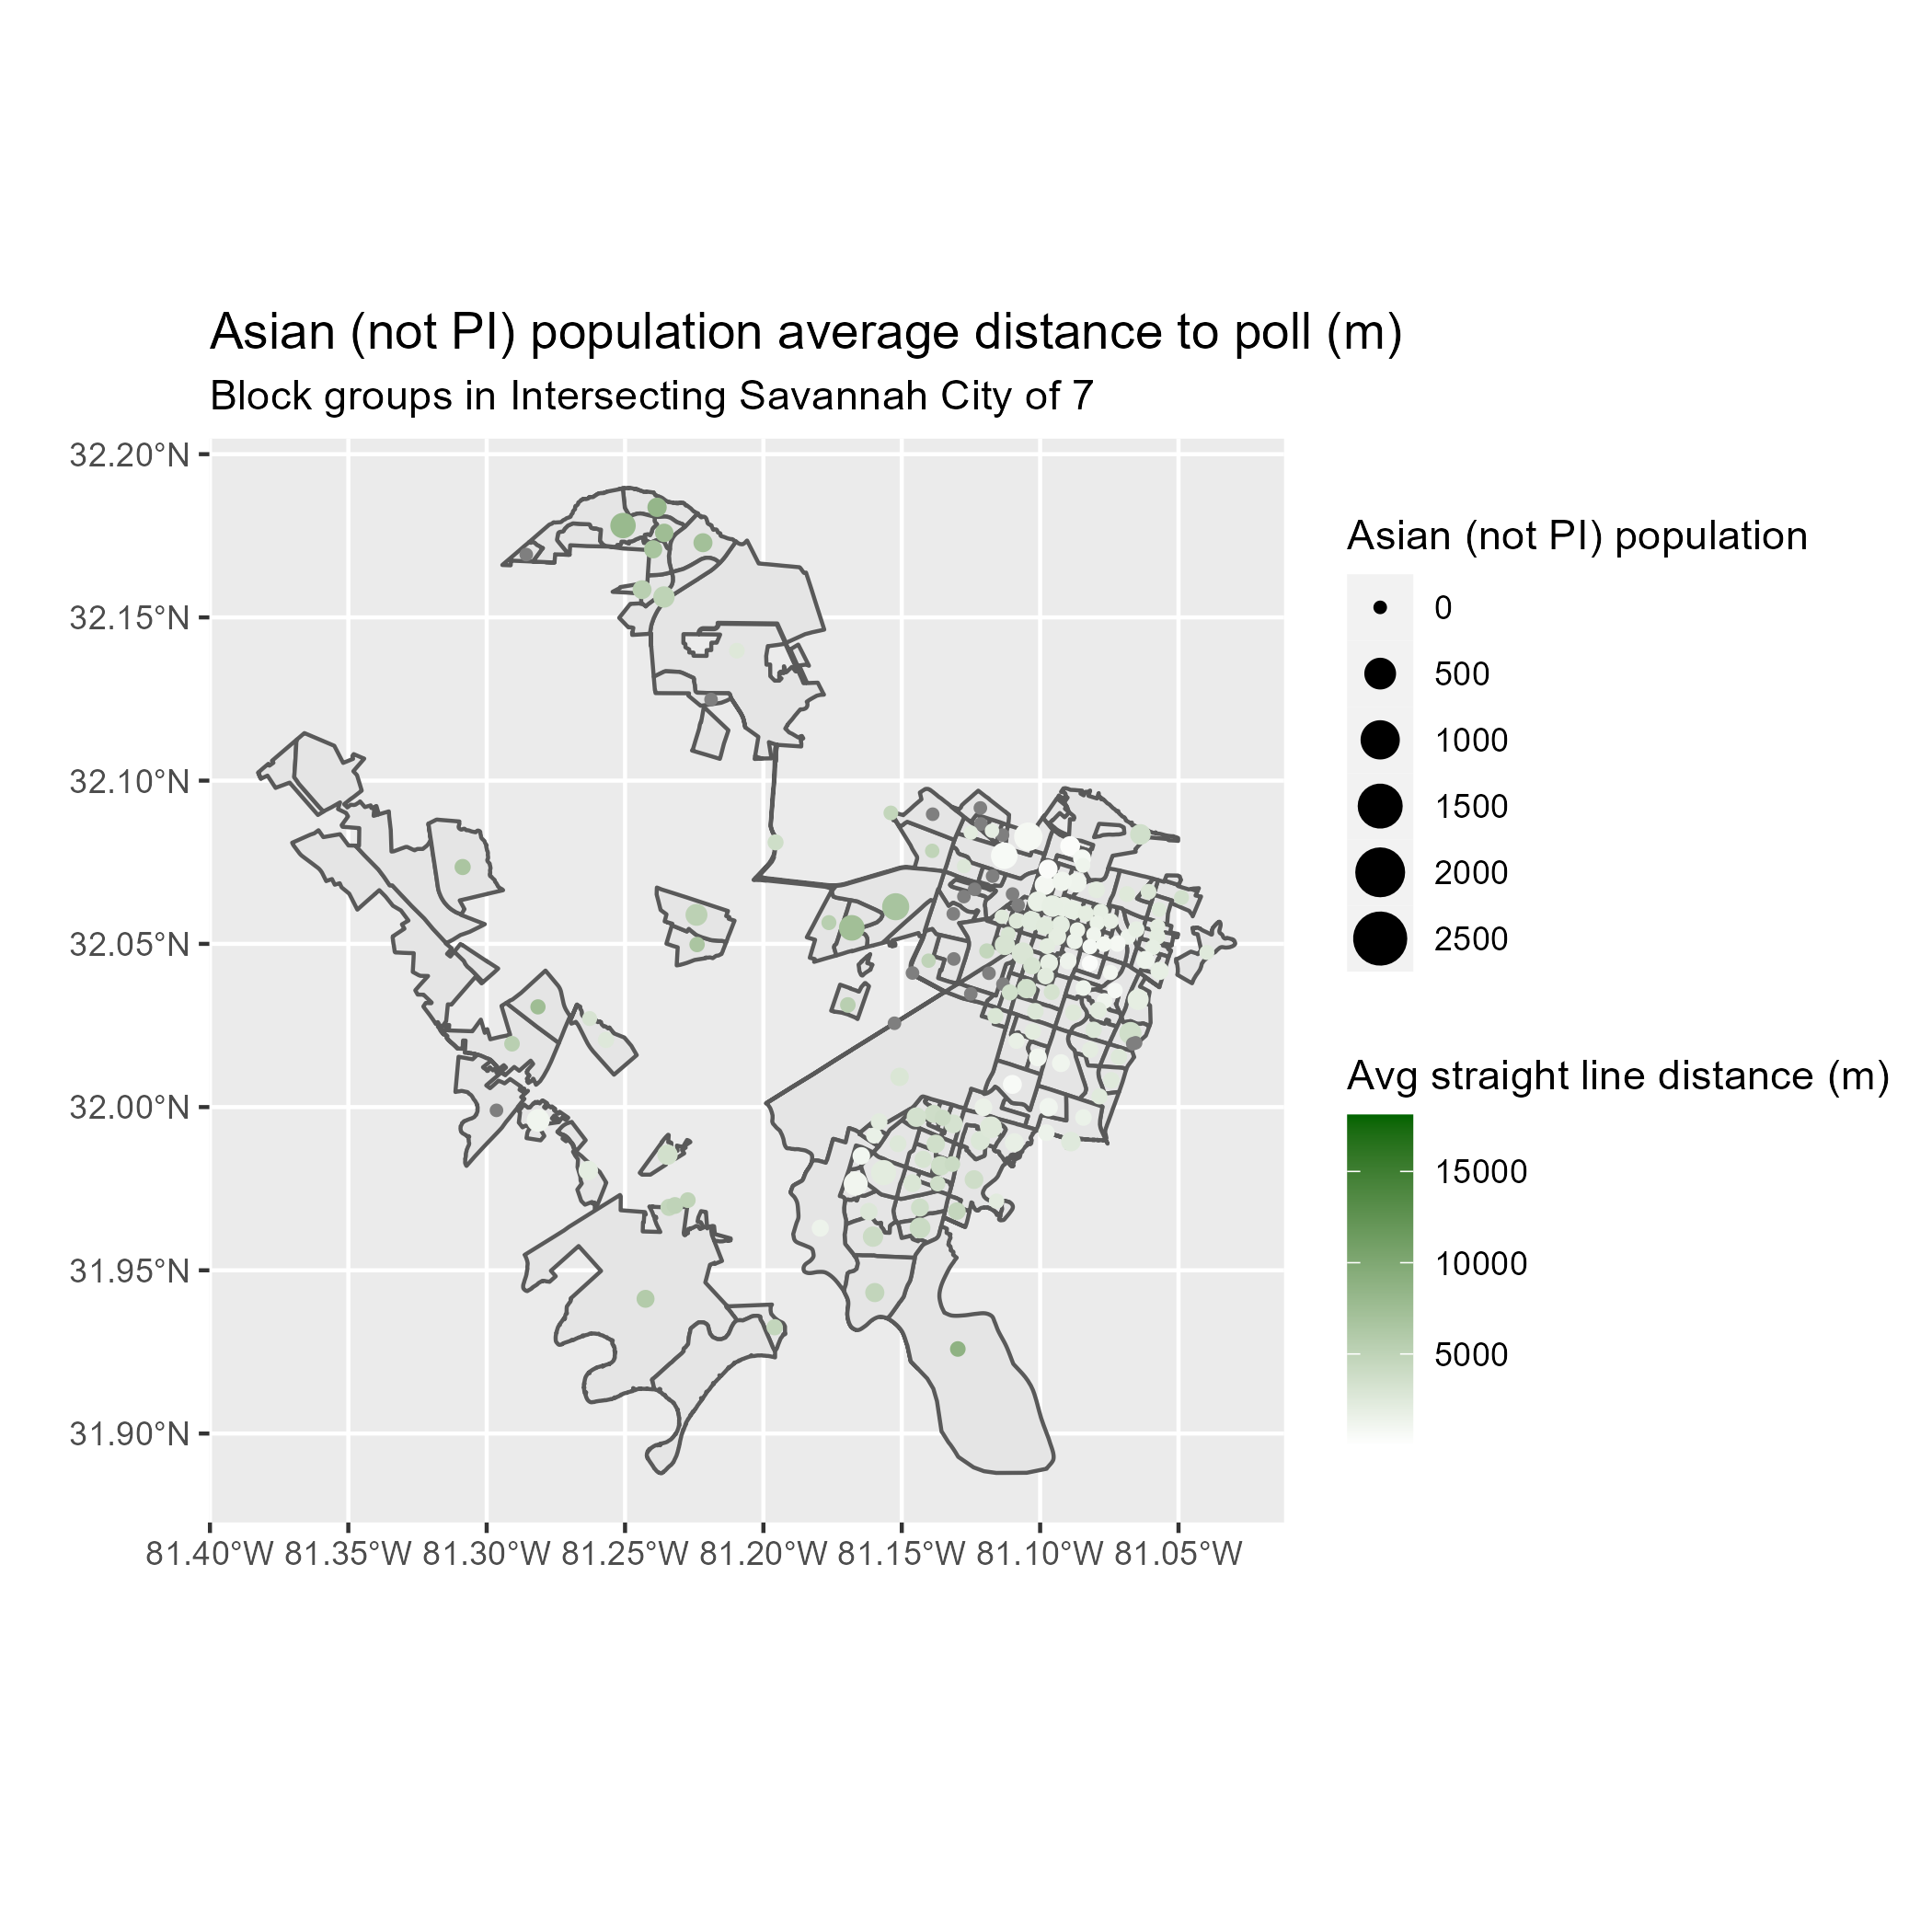 Asian (not PI) population average distance to poll (m)
Block groups in Intersecting Savannah City of 7
32.20°N
32.15°N
32.10°N
32.05°N
32.00°N
31.95°N
31.90°N
81.40°W 81.35°W 81.30°W 81.25°W 81.20°W 81.15°W 81.10°W 81.05°W
Asian (not PI) population
0
500
1000
1500
2000
2500
Avg straight line distance (m)
15000
10000
5000